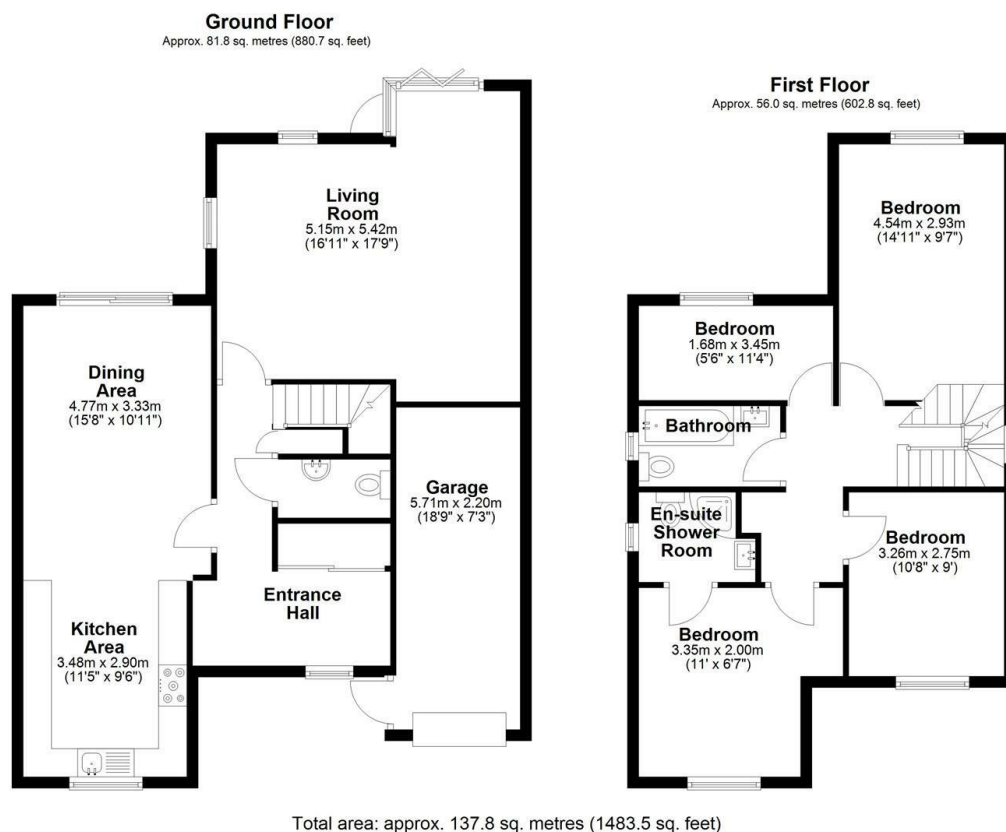 Ground Floor
Approx. 81.8 sq. metres (880.7 sq. feet)
Living
Room
5.15m x 5.42m
(16'11" x 17'9")
Dining
Area
4.77m x 3.33m
(15'8" x 10'11")
Garage
5.71m x 2.20m
(18'9" x 7'3")
Entrance
Hall
Kitchen
Area
3.48m x 2.90m
(11'5" x 9'6")
First Floor
Approx. 56.0 sq. metres (602.8 sq. feet)
Bedroom
4.54m x 2.93m
(14'11" x 9'7")
Bedroom
1.68m x 3.45m
(5'6" x 11'4")
Bathroom
En-suite
Shower
Room
Bedroom
3.26m x 2.75m
(10'8" x 9')
Bedroom
3.35m x 2.00m
(11' x 6'7")
Total area: approx. 137.8 sq. metres (1483.5 sq. feet)